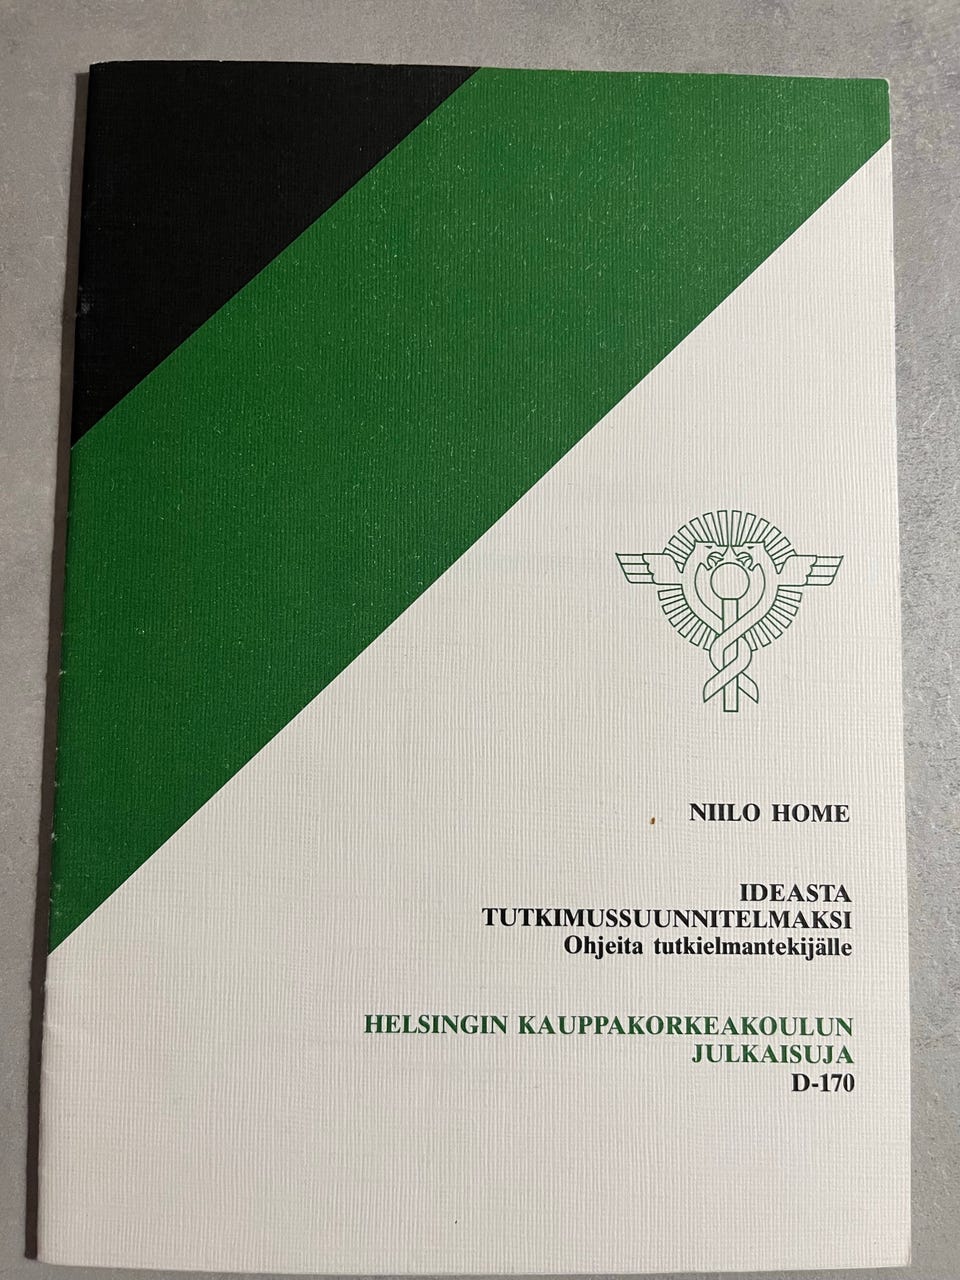 NIILO HOME
IDEASTA
TUTKIMUSSUUNNITELMAKSI
Ohjeita tutkielmantekijälle
HELSINGIN KAUPPAKORKEAKOULUN
JULKAISUJA
D-170